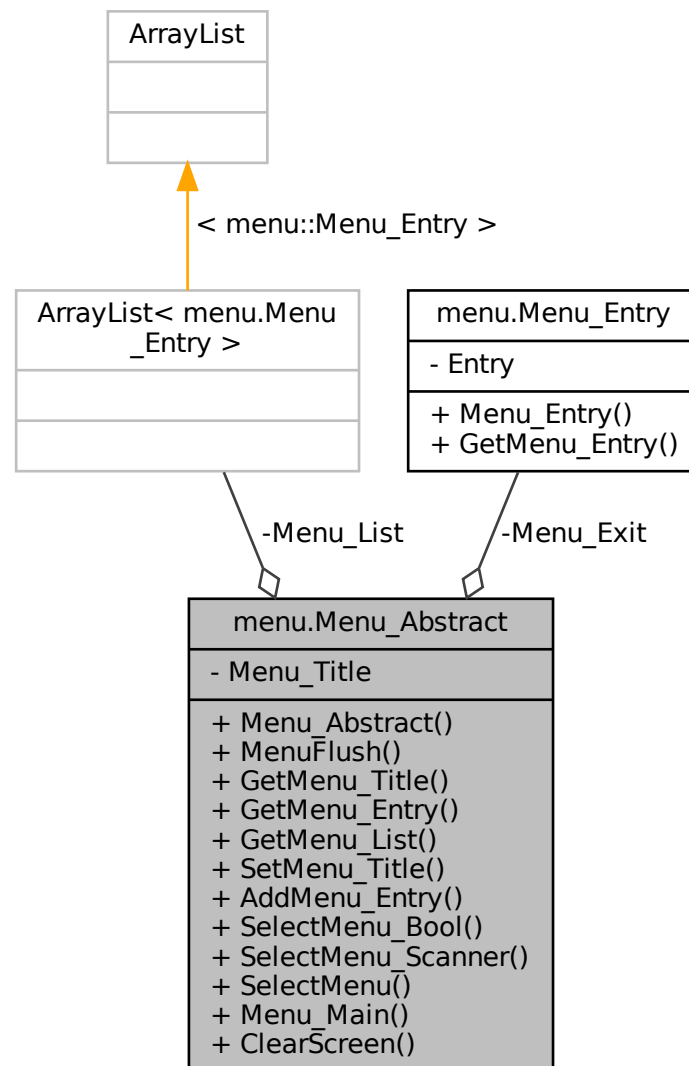 ArrayList
< menu::Menu_Entry >
ArrayList< menu.Menu
_Entry >
menu.Menu_Entry
- Entry
+ Menu_Entry()
+ GetMenu_Entry()
-Menu_List
-Menu_Exit
menu.Menu_Abstract
- Menu_Title
+ Menu_Abstract()
+ MenuFlush()
+ GetMenu_Title()
+ GetMenu_Entry()
+ GetMenu_List()
+ SetMenu_Title()
+ AddMenu_Entry()
+ SelectMenu_Bool()
+ SelectMenu_Scanner()
+ SelectMenu()
+ Menu_Main()
+ ClearScreen()